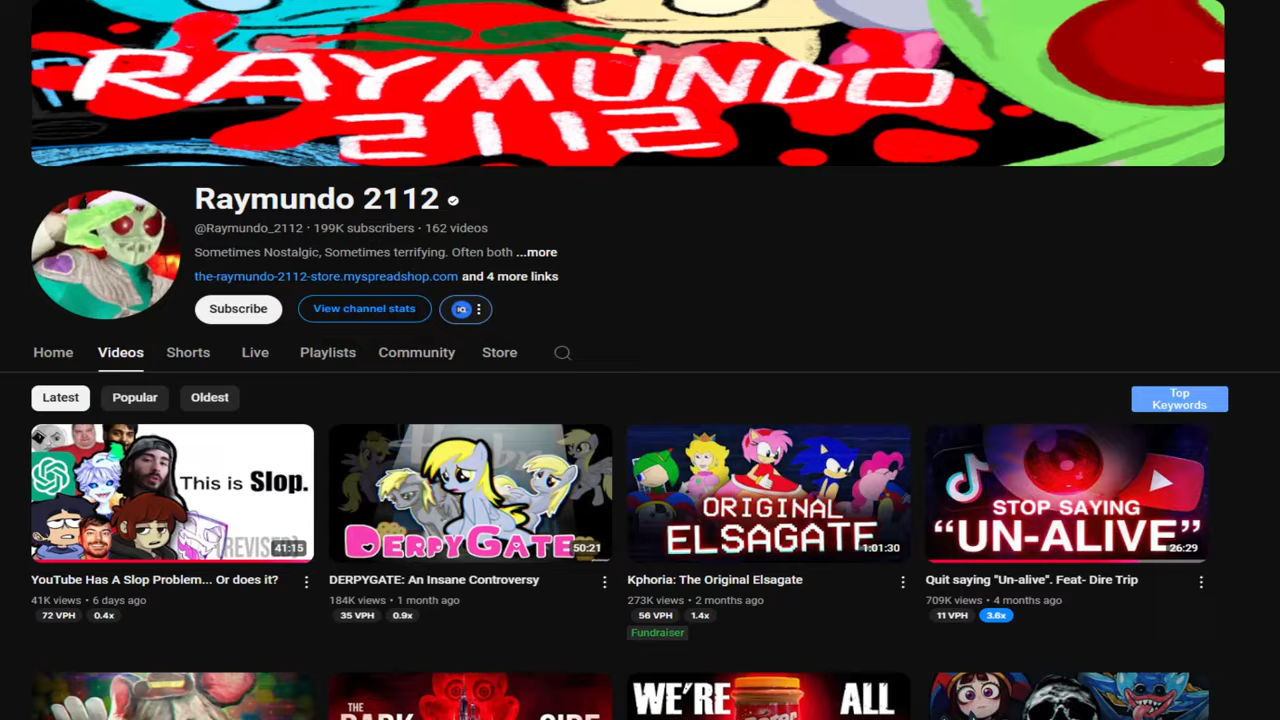 RAYMUNDO
2112
Raymundo 2112
@Raymundo_2112 · 199K subscribers · 162 videos
Sometimes Nostalgic, Sometimes terrifying. Often both ...more
the-raymundo-2112-store.myspreadshop.com and 4 more links
Subscribe
View channel stats
IQ
Home Videos Shorts Live Playlists Community Store
Latest Popular Oldest
Top
Keywords
This is Slop.
[REVISED]
41:15
DERPYGATE
50:21
ORIGINAL
ELSAGATE
1:01:30
STOP SAYING
“UN-ALIVE”
26:29
YouTube Has A Slop Problem... Or does it?
41K views • 6 days ago
72 VPH 0.4x
DERPYGATE: An Insane Controversy
184K views • 1 month ago
35 VPH 0.9x
Kphoria: The Original Elsagate
273K views • 2 months ago
56 VPH 1.4x
Fundraiser
Quit saying "Un-alive". Feat- Dire Trip
709K views • 4 months ago
11 VPH 3.6x
THE
DARK SIDE
WE'RE ALL